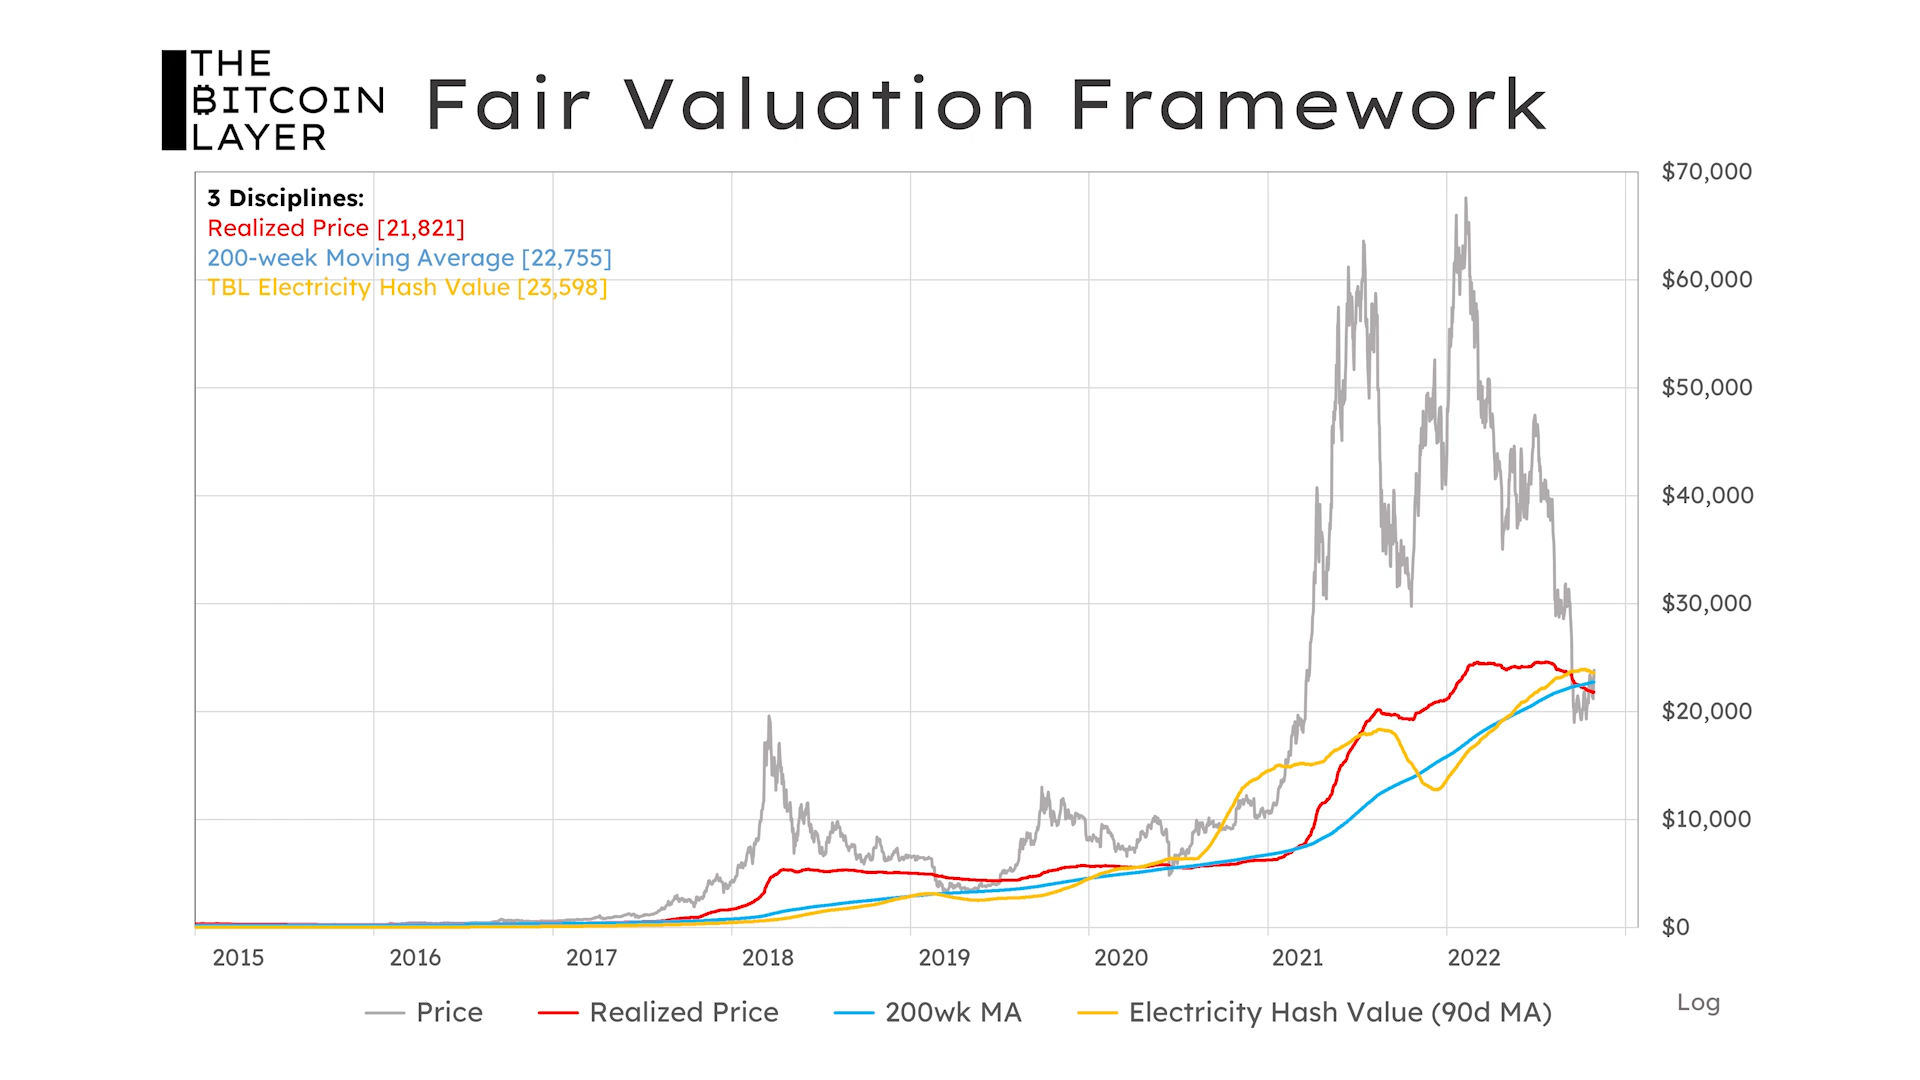 THE
₿ITCOIN
LAYER
Fair Valuation Framework
3 Disciplines:
Realized Price [21,821]
200-week Moving Average [22,755]
TBL Electricity Hash Value [23,598]
$70,000
$60,000
$50,000
$40,000
$30,000
$20,000
$10,000
$0
2015 2016 2017 2018 2019 2020 2021 2022
Price Realized Price 200wk MA Electricity Hash Value (90d MA)
Log